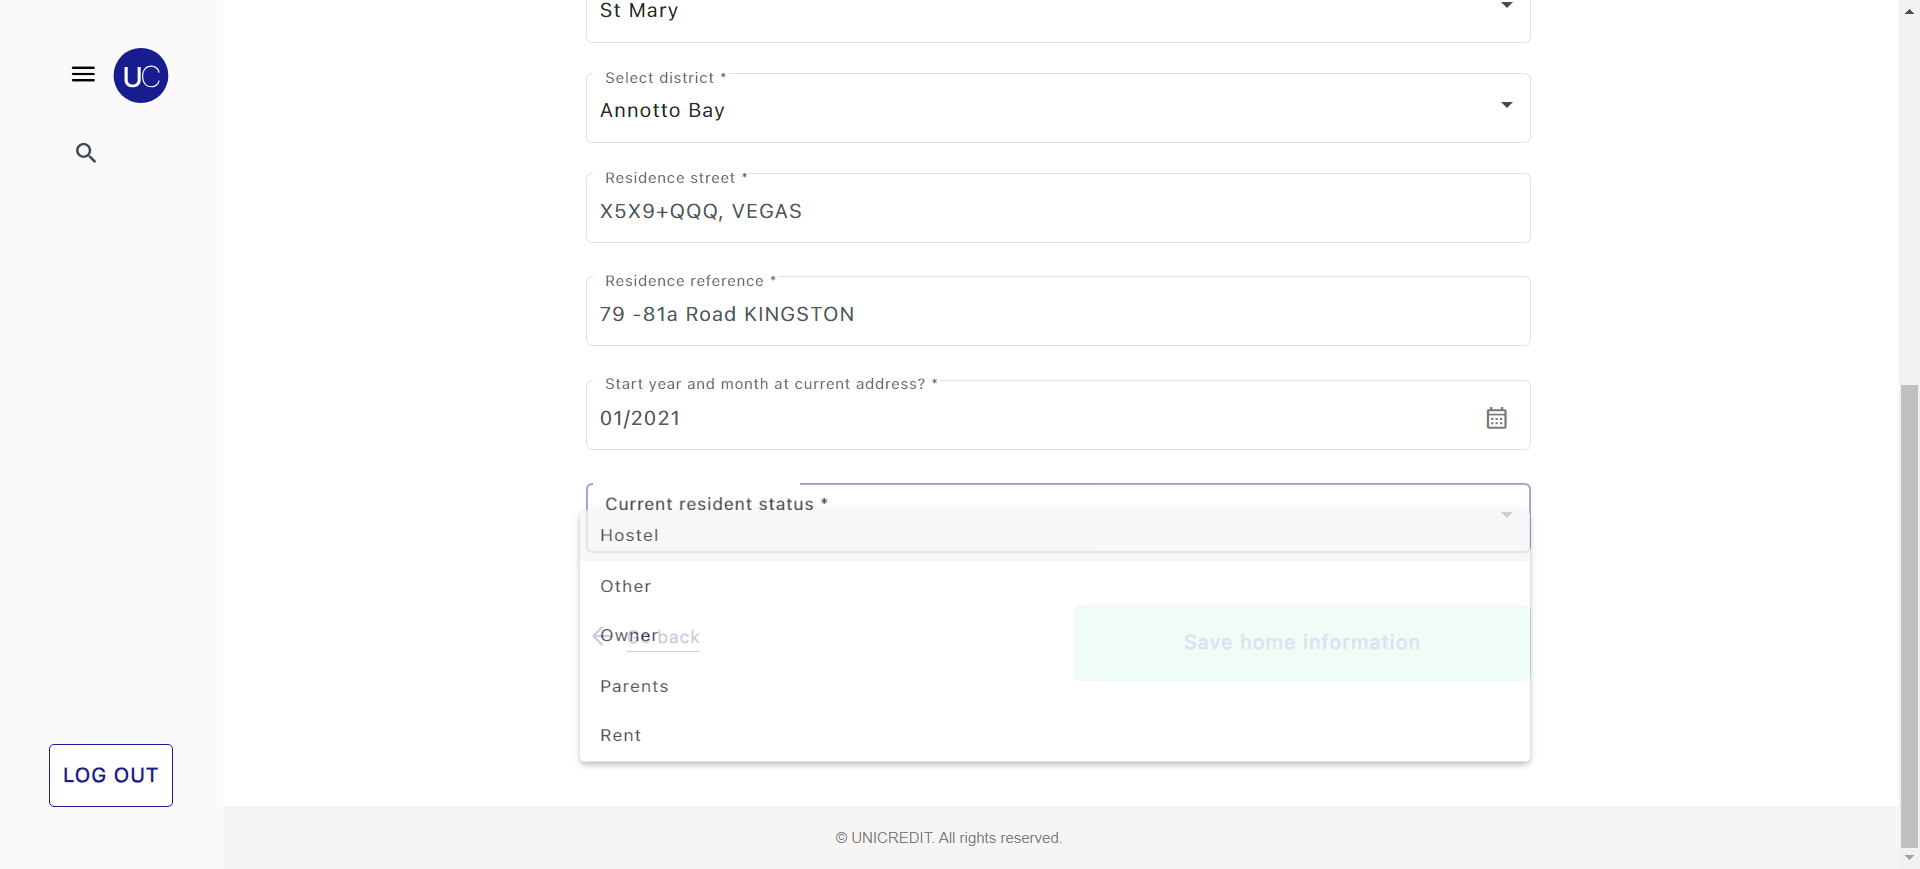 St Mary
UC
Select district *
Annotto Bay
Residence street *
X5X9+QQQ, VEGAS
Residence reference *
79 -81a Road KINGSTON
Start year and month at current address? *
01/2021
Current resident status *
Hostel
Other
Owner
Go back
Save home information
Parents
Rent
LOG OUT
© UNICREDIT. All rights reserved.